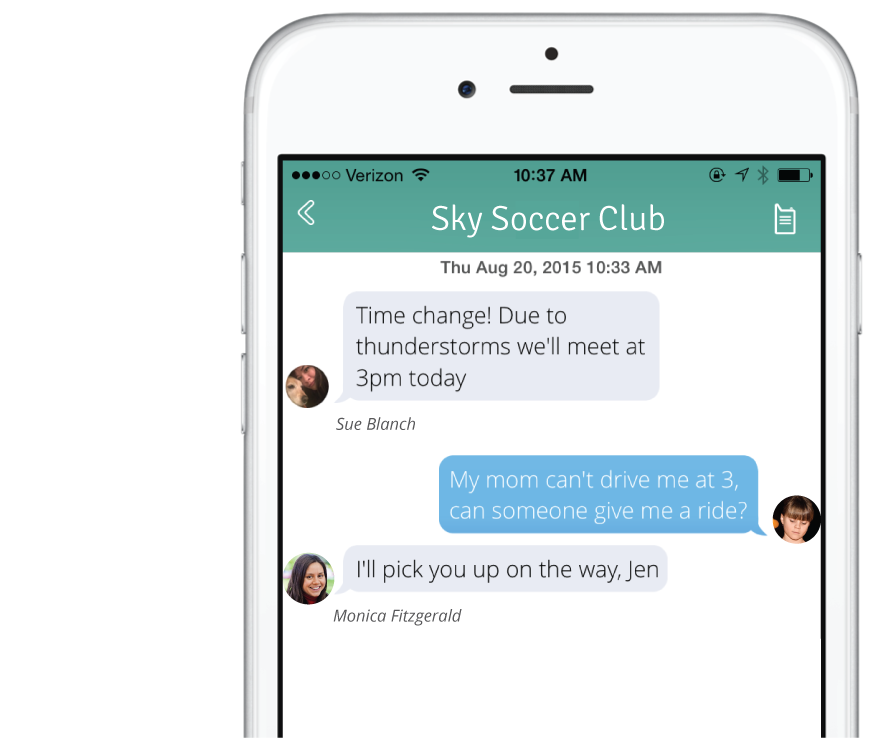 Verizon 10:37 AM
Sky Soccer Club
Thu Aug 20, 2015 10:33 AM
Time change! Due to
thunderstorms we'll meet at
3pm today
Sue Blanch
My mom can't drive me at 3,
can someone give me a ride?
I'll pick you up on the way, Jen
Monica Fitzgerald